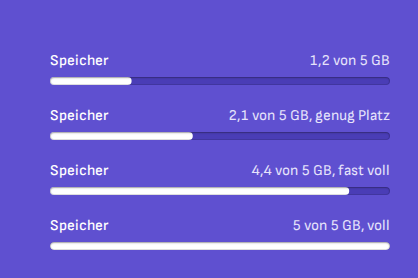 Speicher 1,2 von 5 GB
Speicher 2,1 von 5 GB, genug Platz
Speicher 4,4 von 5 GB, fast voll
Speicher 5 von 5 GB, voll